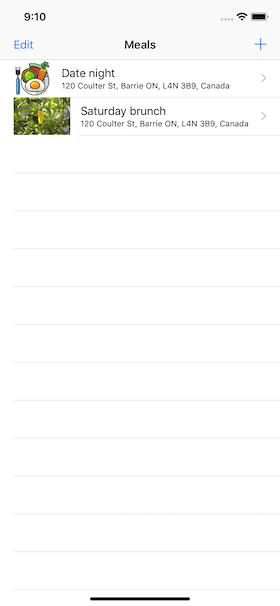 9:10
Edit
Meals
Date night
120 Coulter St, Barrie ON, L4N 3B9, Canada
Saturday brunch
120 Coulter St, Barrie ON, L4N 3B9, Canada